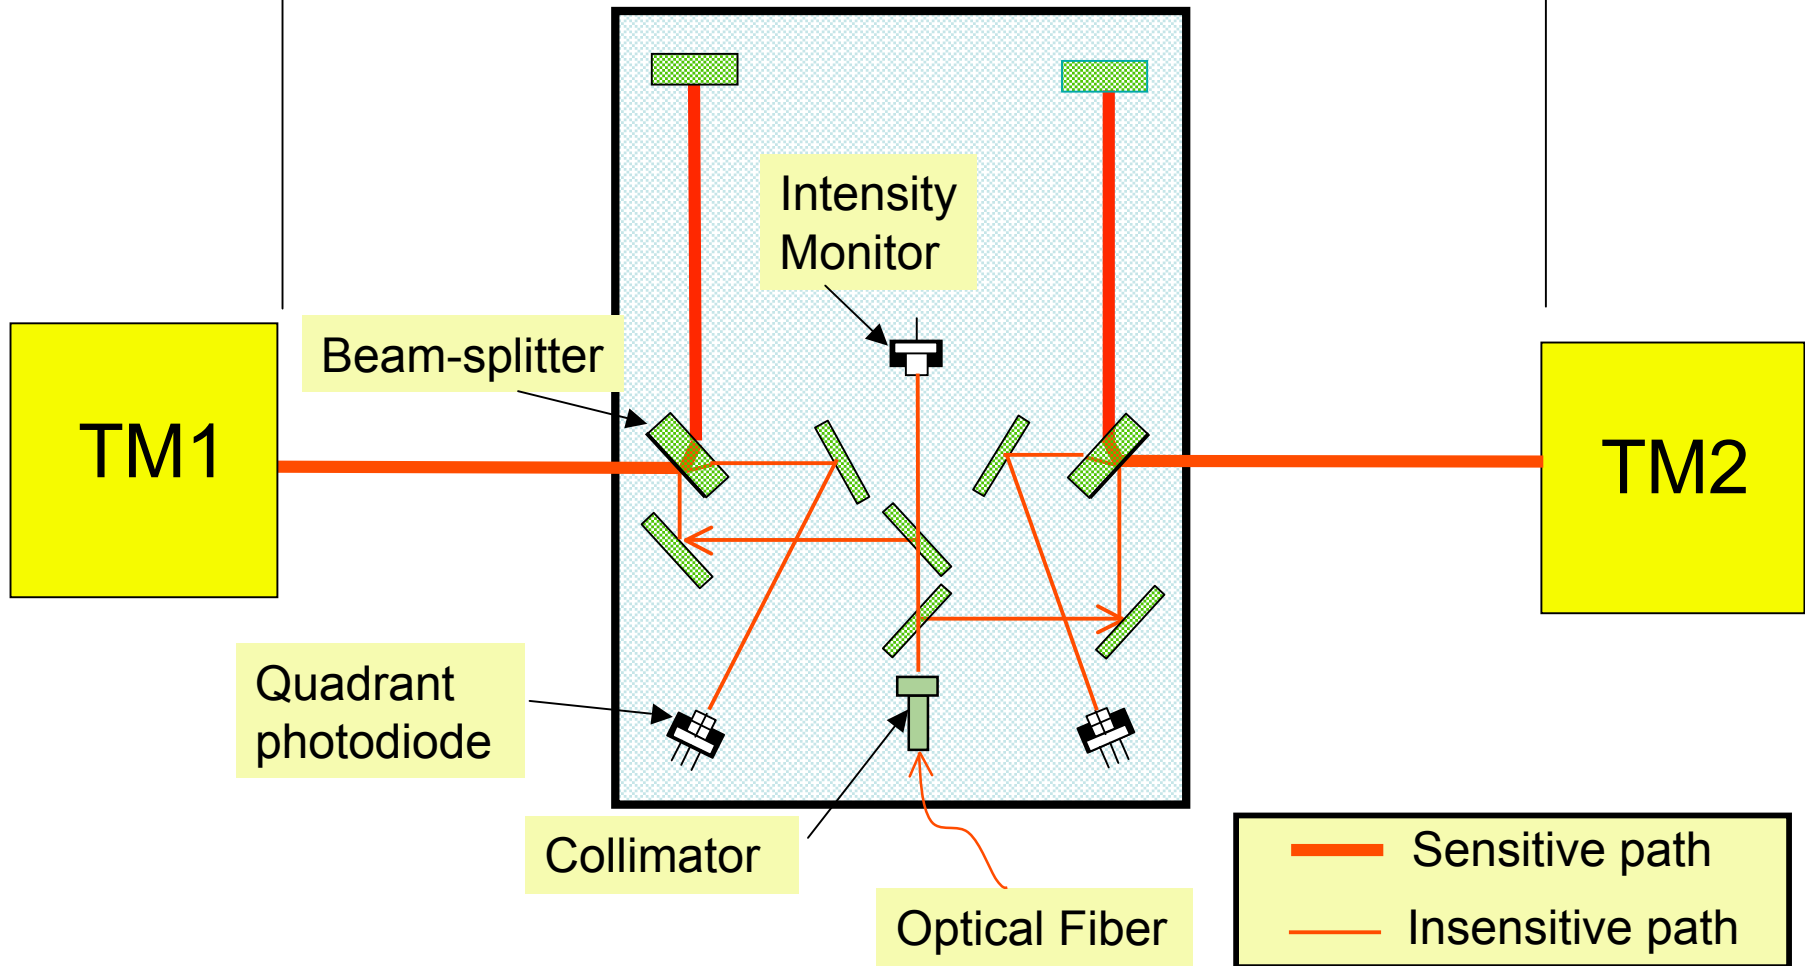 Intensity
Monitor
Beam-splitter
TM1
TM2
Quadrant
photodiode
Collimator
Optical Fiber
Sensitive path
Insensitive path